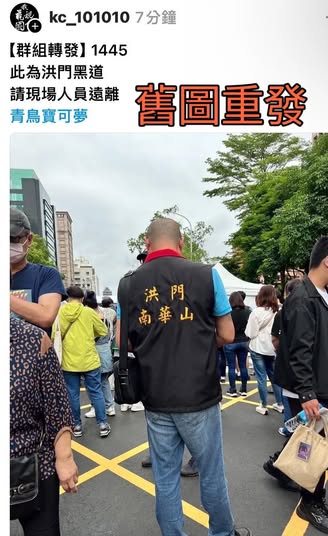 kc_101010 7分鐘
【群組轉發】1445
此為洪門黑道
請現場人員遠離
青鳥寶可夢
舊圖重發
洪門
南華山